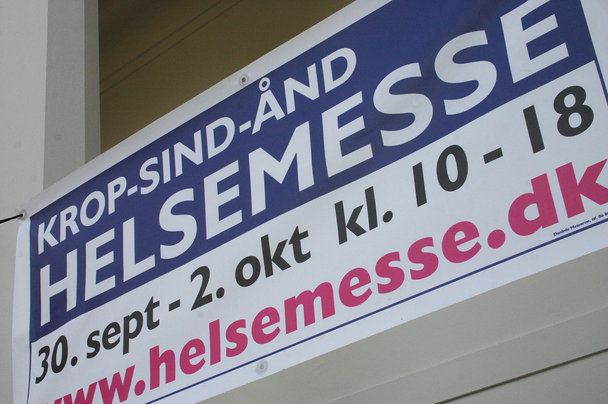 KROP-SIND-ÅND
HELSEMESSE
30. sept - 2. okt kl. 10 - 18
www.helsemesse.dk